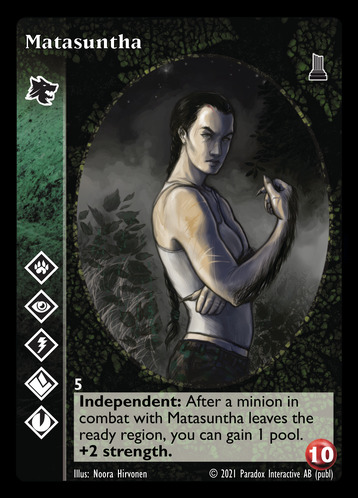 Matasuntha
5
Independent: After a minion in
combat with Matasuntha leaves the
ready region, you can gain 1 pool.
+2 strength.
10
Illus: Noora Hirvonen © 2021 Paradox Interactive AB (publ)